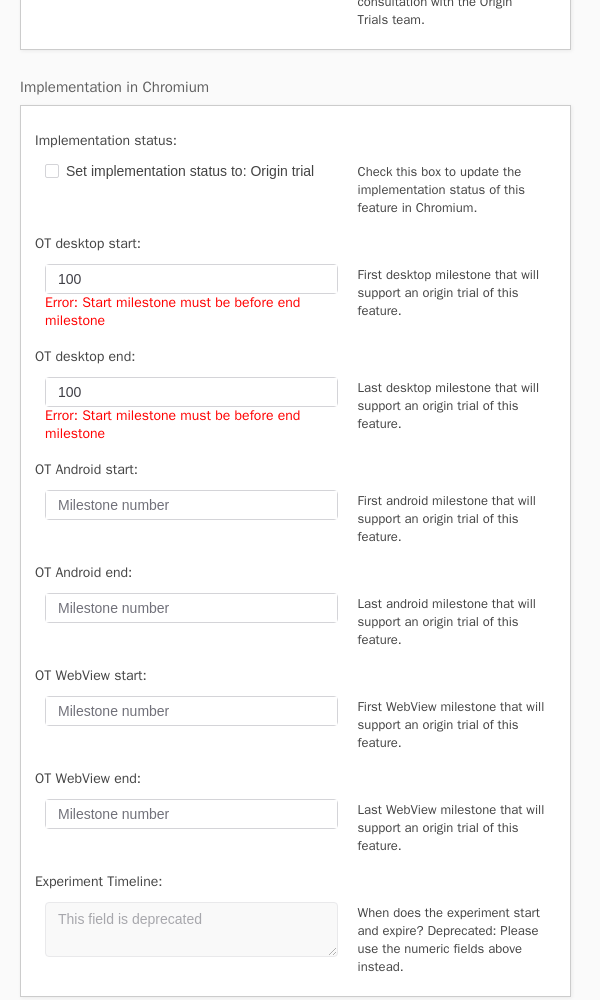 consultation with the Origin
Trials team.
Implementation in Chromium
Implementation status:
Set implementation status to: Origin trial
Check this box to update the
implementation status of this
feature in Chromium.
OT desktop start:
100
Error: Start milestone must be before end
milestone
First desktop milestone that will
support an origin trial of this
feature.
OT desktop end:
100
Error: Start milestone must be before end
milestone
Last desktop milestone that will
support an origin trial of this
feature.
OT Android start:
Milestone number
First android milestone that will
support an origin trial of this
feature.
OT Android end:
Milestone number
Last android milestone that will
support an origin trial of this
feature.
OT WebView start:
Milestone number
First WebView milestone that will
support an origin trial of this
feature.
OT WebView end:
Milestone number
Last WebView milestone that will
support an origin trial of this
feature.
Experiment Timeline:
This field is deprecated
When does the experiment start
and expire? Deprecated: Please
use the numeric fields above
instead.